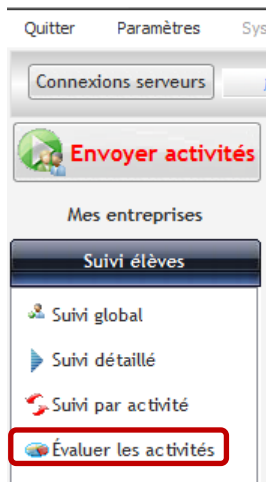 Quitter Paramètres Sys
Connexions serveurs
Envoyer activités
Mes entreprises
Suivi élèves
Suivi global
Suivi détaillé
Suivi par activité
Évaluer les activités